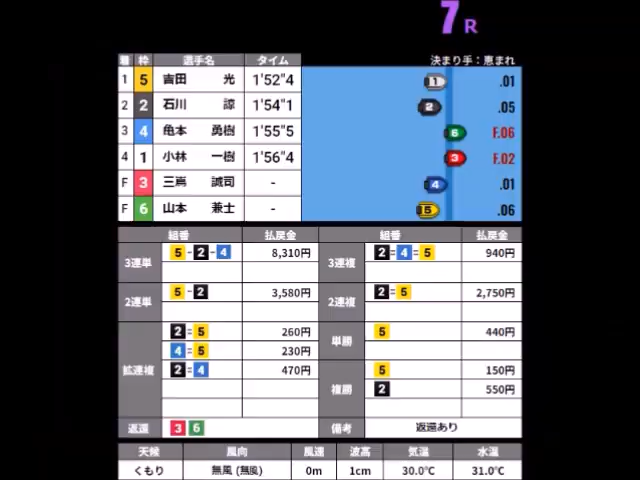 7R
着 枠 選手名 タイム 決まり手：恵まれ
1 5 吉田 光 1'52"4
2 2 石川 諒 1'54"1
3 4 亀本 勇樹 1'55"5
4 1 小林 一樹 1'56"4
F 3 三嶌 誠司 -
F 6 山本 兼士 -
1 .01
2 .05
6 F.06
3 F.02
4 .01
5 .06
組番 払戻金 組番 払戻金
3連単 5-2-4 8,310円 3連複 2=4=5 940円
2連単 5-2 3,580円 2連複 2=5 2,750円
拡連複 2=5 260円 単勝 5 440円
4=5 230円
2=4 470円 複勝 5 150円
2 550円
返還 3 6 備考 返還あり
天候 風向 風速 波高 気温 水温
くもり 無風 (無風) 0m 1cm 30.0℃ 31.0℃